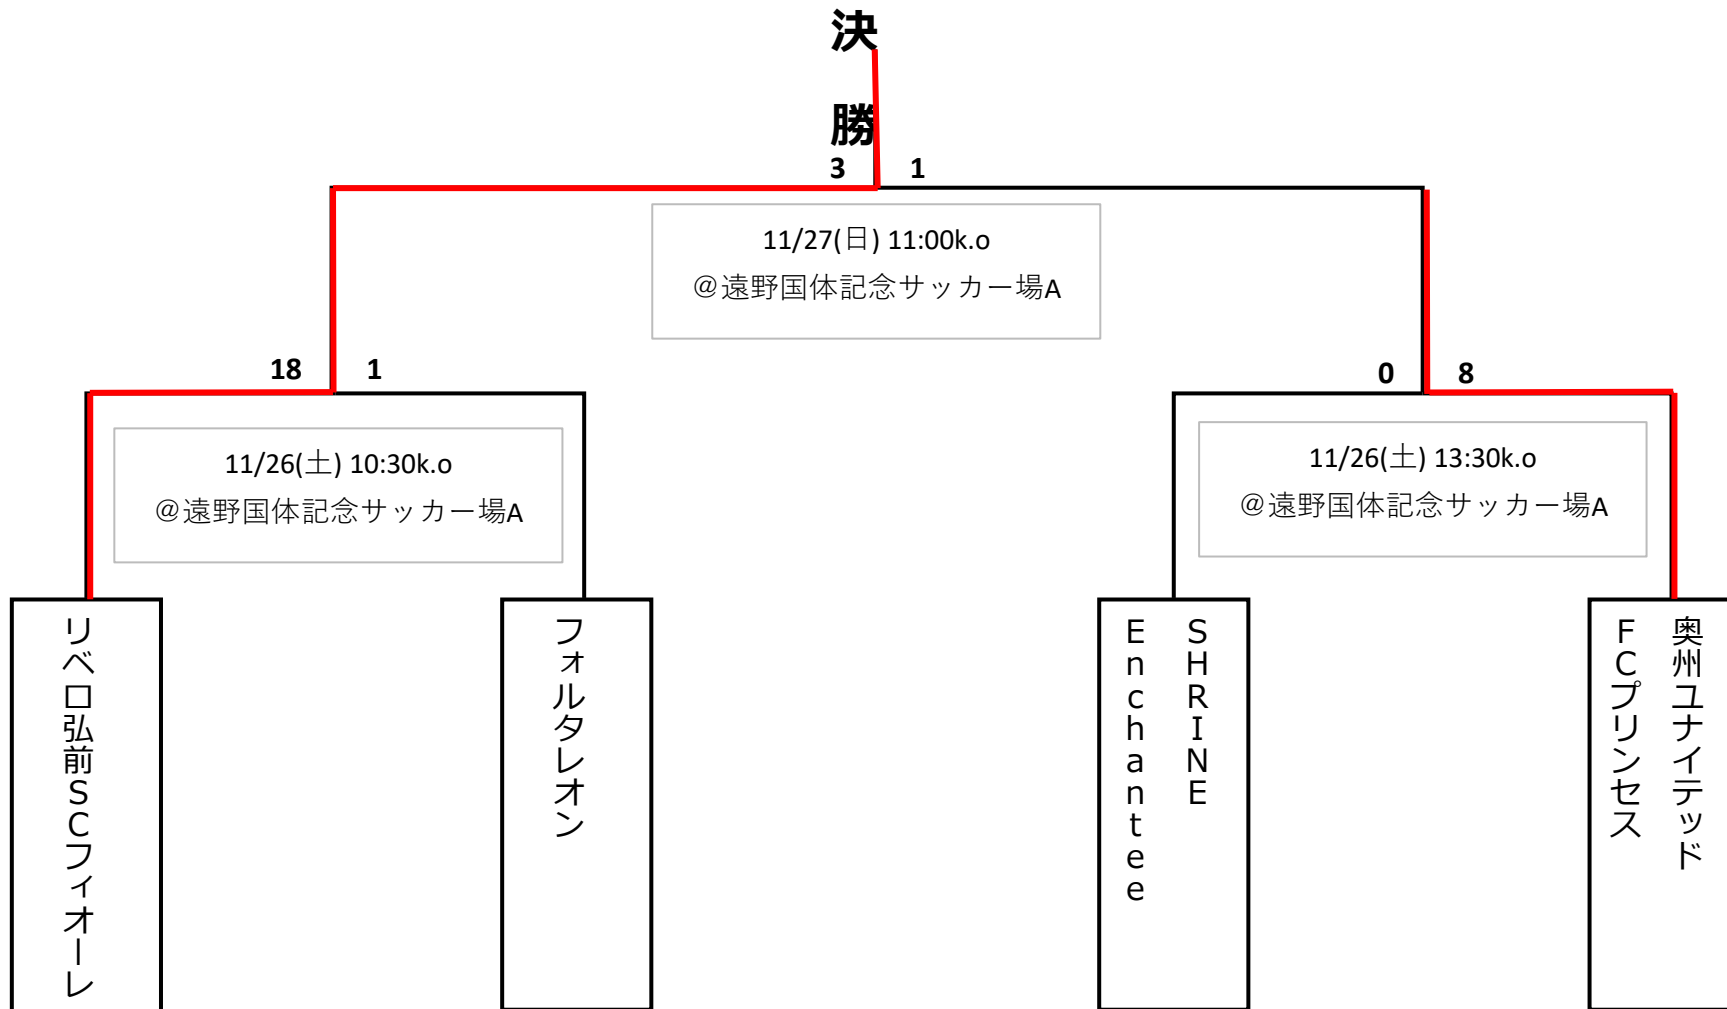 決
勝
3 1
11/27(日) 11:00k.o
@遠野国体記念サッカー場A
18 1
0 8
11/26(土) 10:30k.o
@遠野国体記念サッカー場A
11/26(土) 13:30k.o
@遠野国体記念サッカー場A
リベロ弘前SCフィオーレ
フォルタレオン
SHRINE
Enchantee
奥州ユナイテッド
FCプリンセス